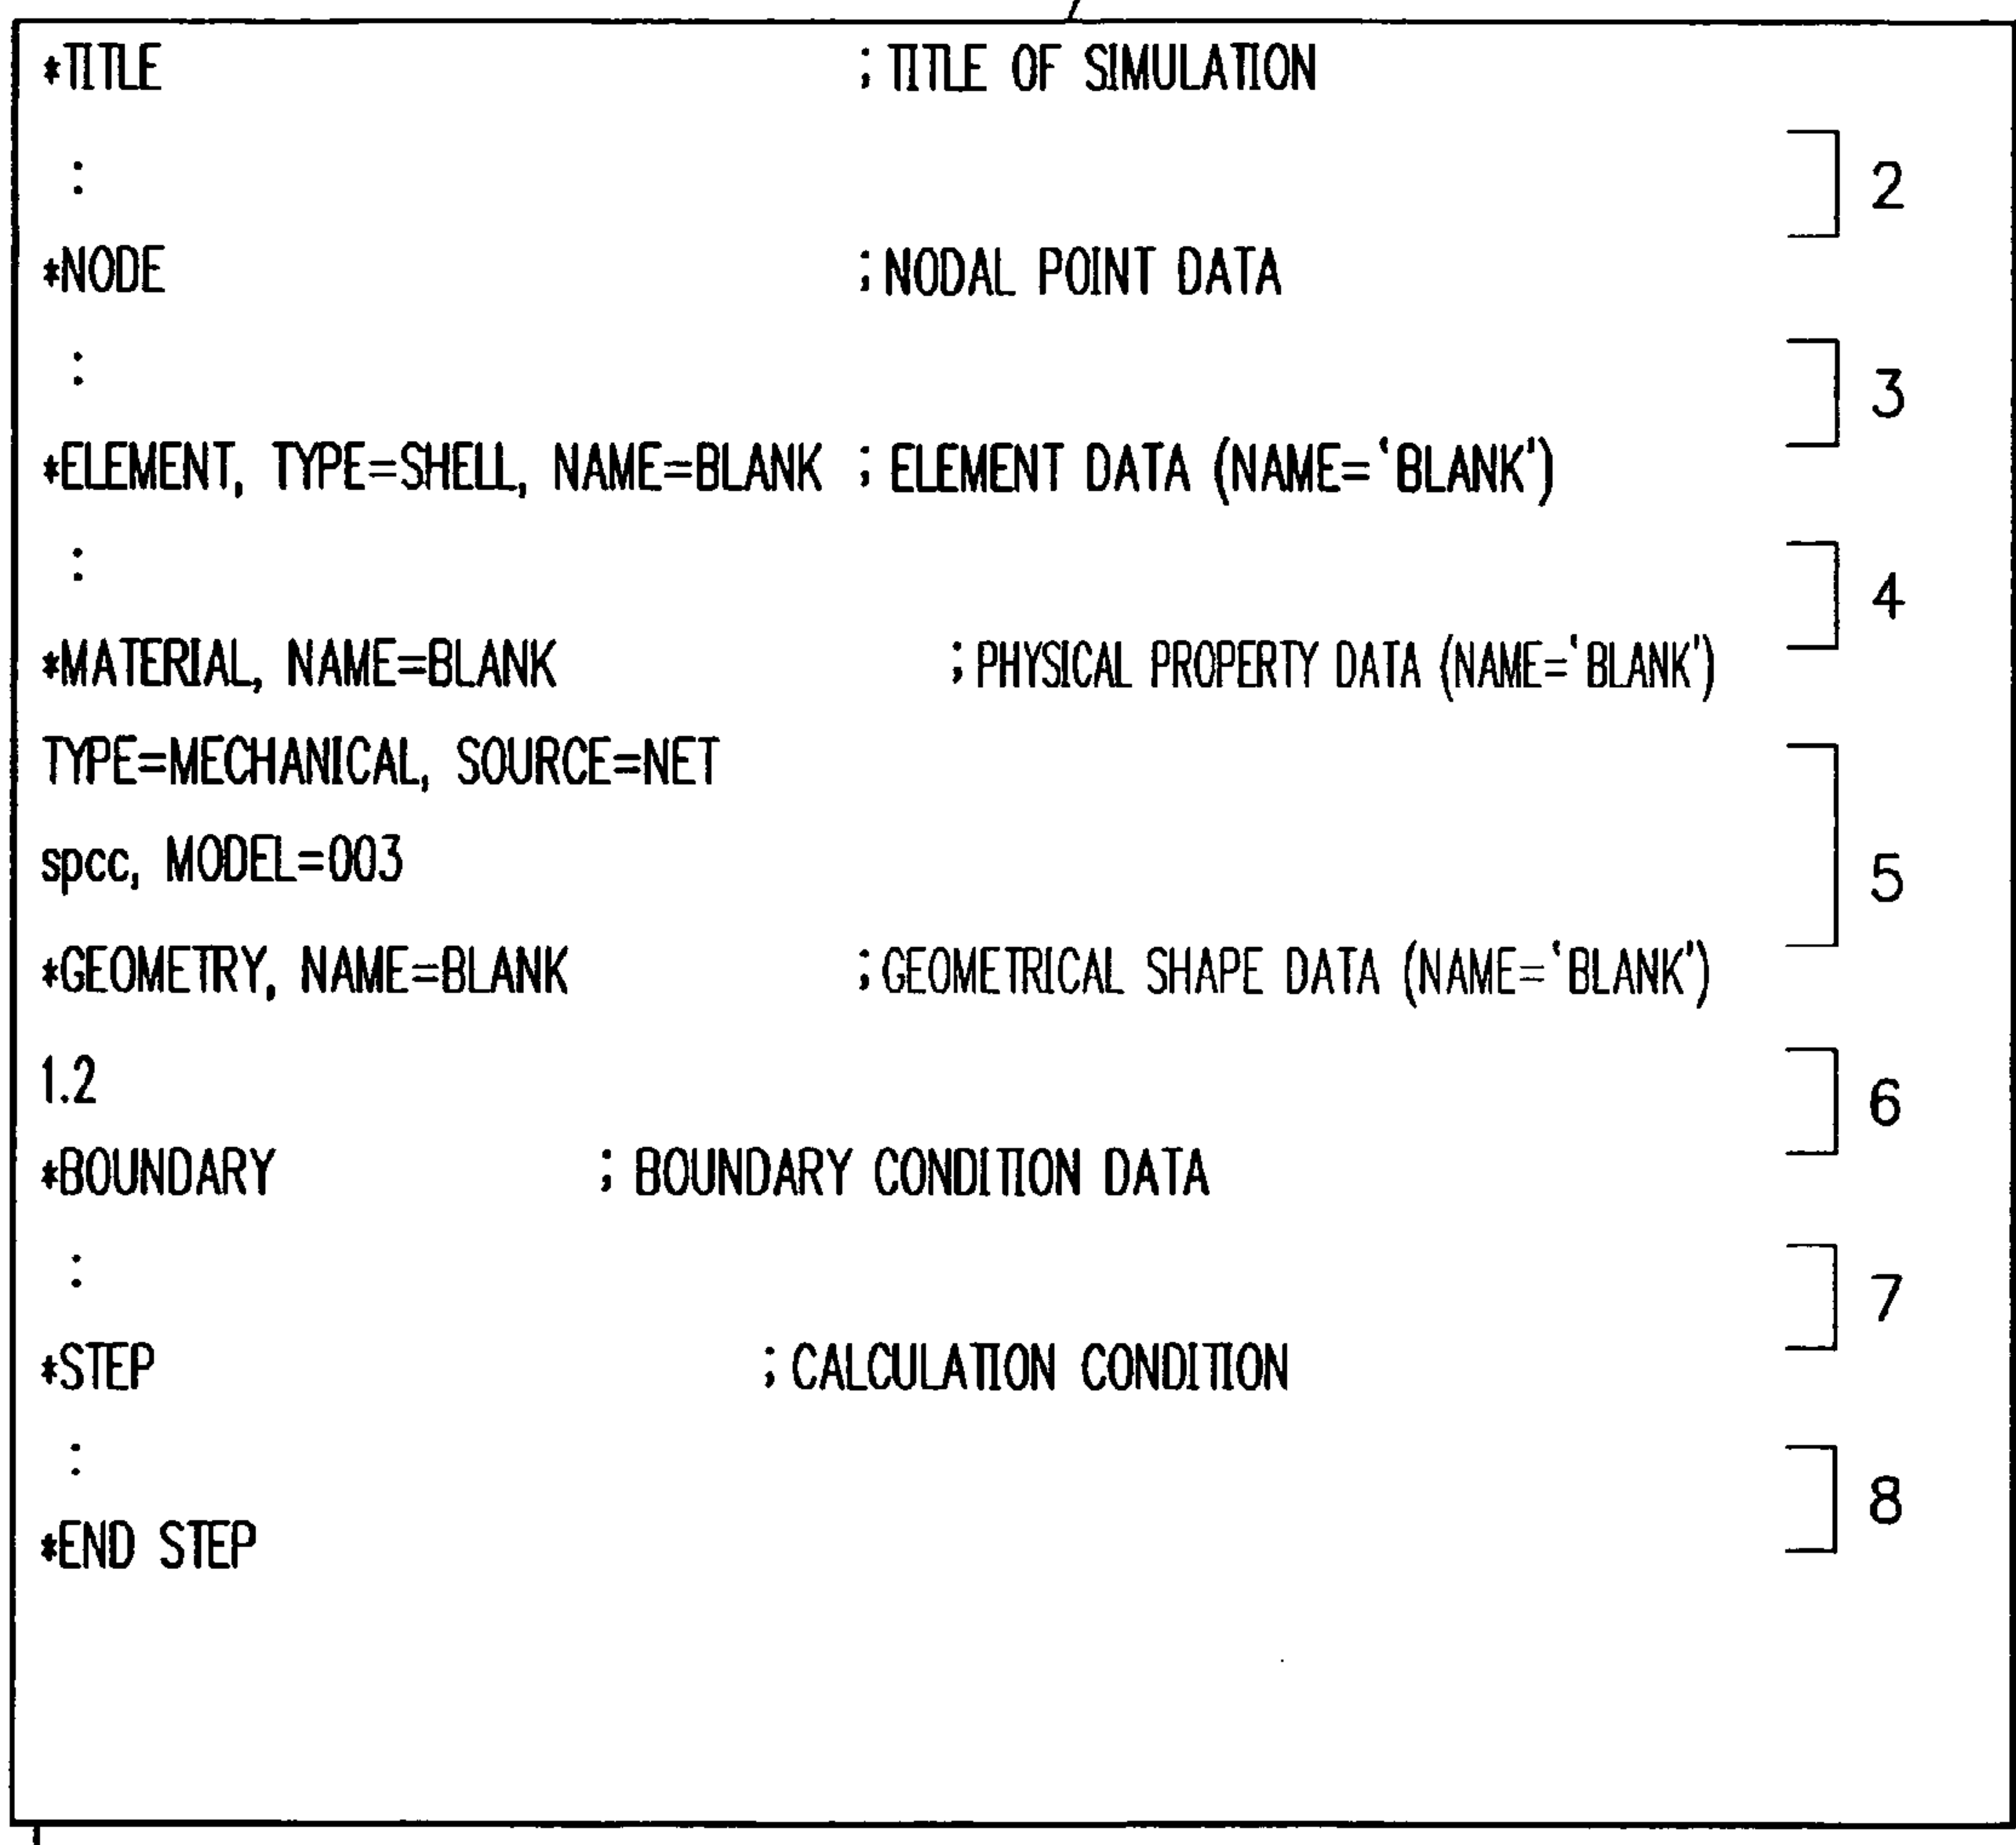 *TITLE ; TITLE OF SIMULATION
: 2
*NODE ; NODAL POINT DATA
: 3
*ELEMENT, TYPE=SHELL, NAME=BLANK ; ELEMENT DATA (NAME=‘BLANK’)
: 4
*MATERIAL, NAME=BLANK ; PHYSICAL PROPERTY DATA (NAME=‘BLANK’)
TYPE=MECHANICAL, SOURCE=NET
spcc, MODEL=003 5
*GEOMETRY, NAME=BLANK ; GEOMETRICAL SHAPE DATA (NAME=‘BLANK’)
1.2 6
*BOUNDARY ; BOUNDARY CONDITION DATA
: 7
*STEP ; CALCULATION CONDITION
: 8
*END STEP